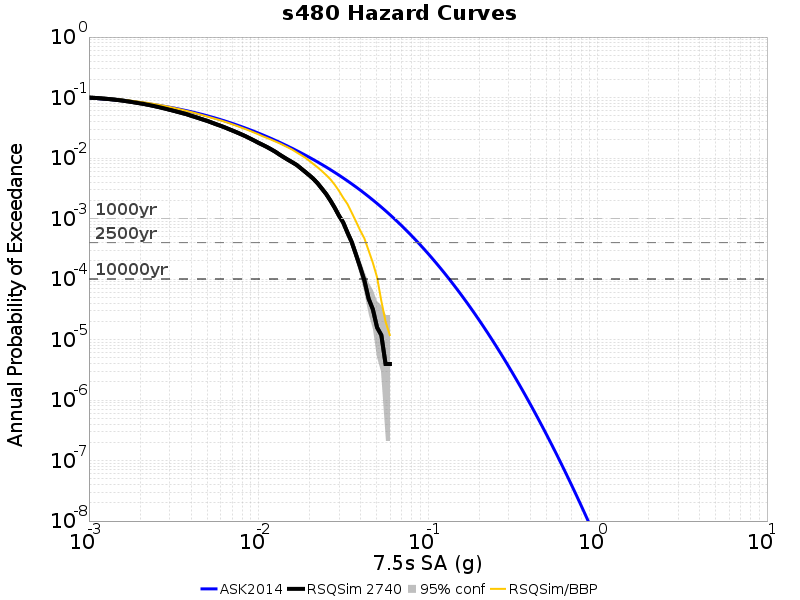 s480 Hazard Curves
Annual Probability of Exceedance
10^0
10^-1
10^-2
10^-3
10^-4
10^-5
10^-6
10^-7
10^-8
1000yr
2500yr
10000yr
10^-3 10^-2 10^-1 10^0 10^1
7.5s SA (g)
ASK2014 RSQSim 2740 95% conf RSQSim/BBP